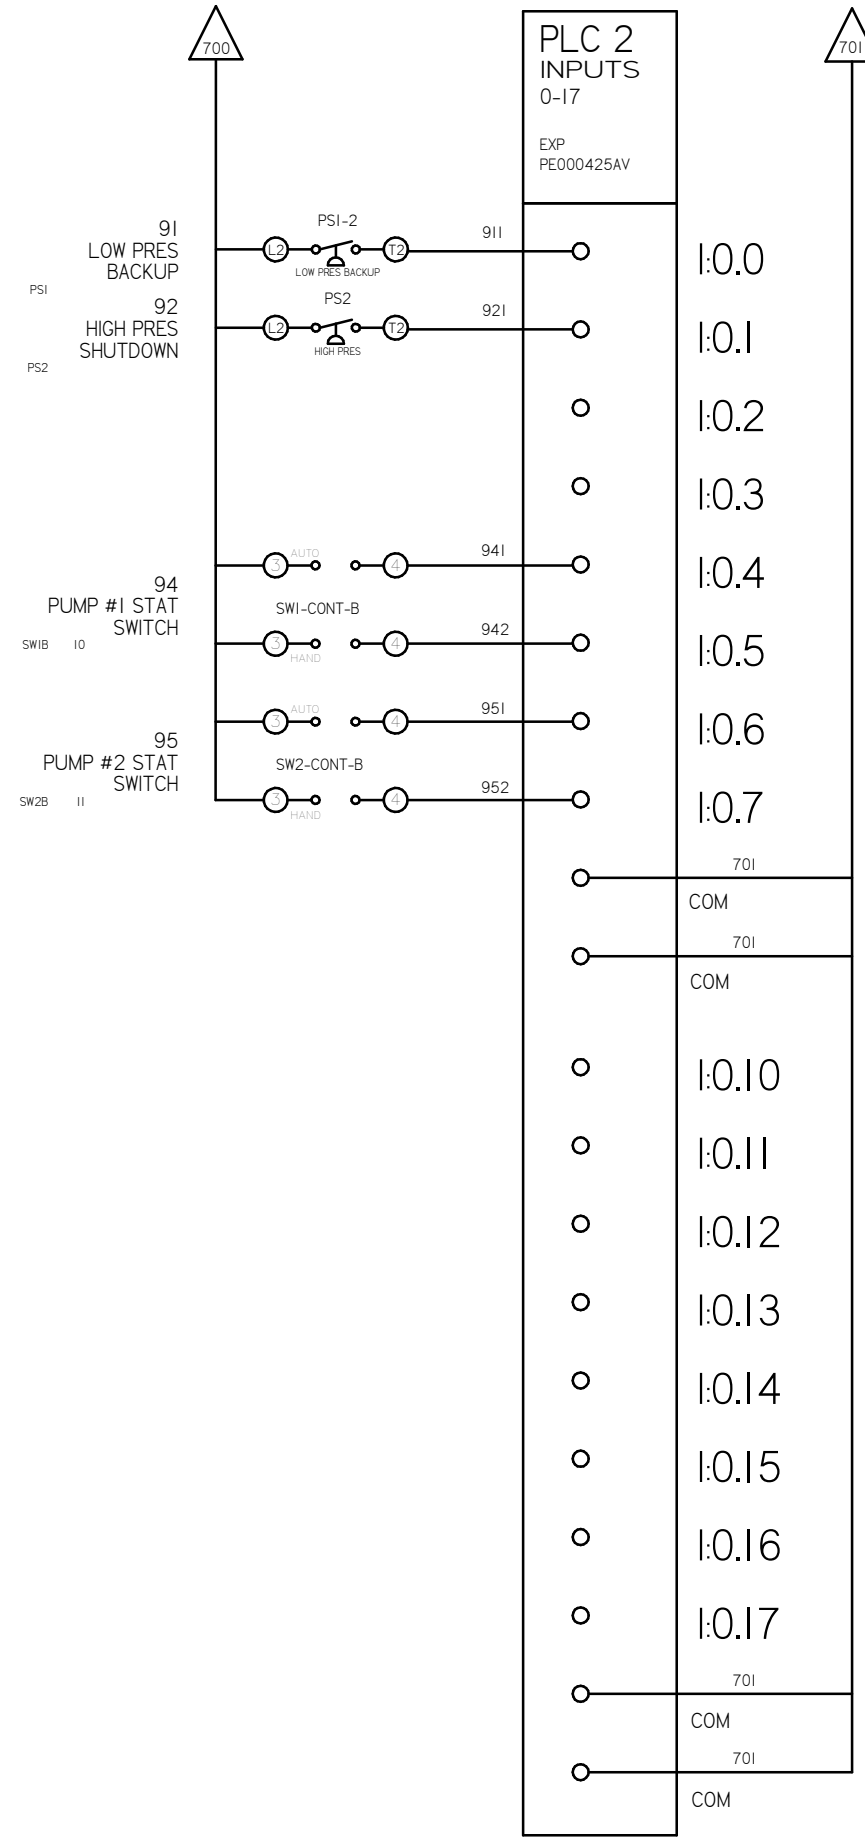 700
PLC 2
INPUTS
0-17
EXP
PE000425AV
701
91
LOW PRES
BACKUP
PS1
L2
PS1-2
T2
LOW PRES BACKUP
911
I:0.0
92
HIGH PRES
SHUTDOWN
PS2
L2
PS2
T2
HIGH PRES
921
I:0.1
I:0.2
I:0.3
94
PUMP #1 STAT
SWITCH
SW1B 10
3
AUTO
4
941
I:0.4
SW1-CONT-B
3
HAND
4
942
I:0.5
95
PUMP #2 STAT
SWITCH
SW2B 11
3
AUTO
4
951
I:0.6
SW2-CONT-B
3
HAND
4
952
I:0.7
701
COM
701
COM
I:0.10
I:0.11
I:0.12
I:0.13
I:0.14
I:0.15
I:0.16
I:0.17
701
COM
701
COM